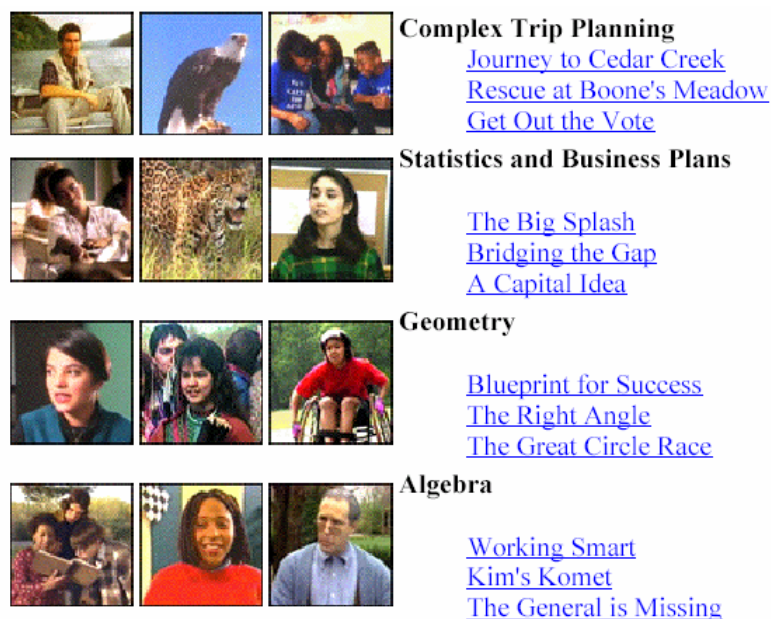 Complex Trip Planning
Journey to Cedar Creek
Rescue at Boone's Meadow
Get Out the Vote
Statistics and Business Plans
The Big Splash
Bridging the Gap
A Capital Idea
Geometry
Blueprint for Success
The Right Angle
The Great Circle Race
Algebra
Working Smart
Kim's Komet
The General is Missing